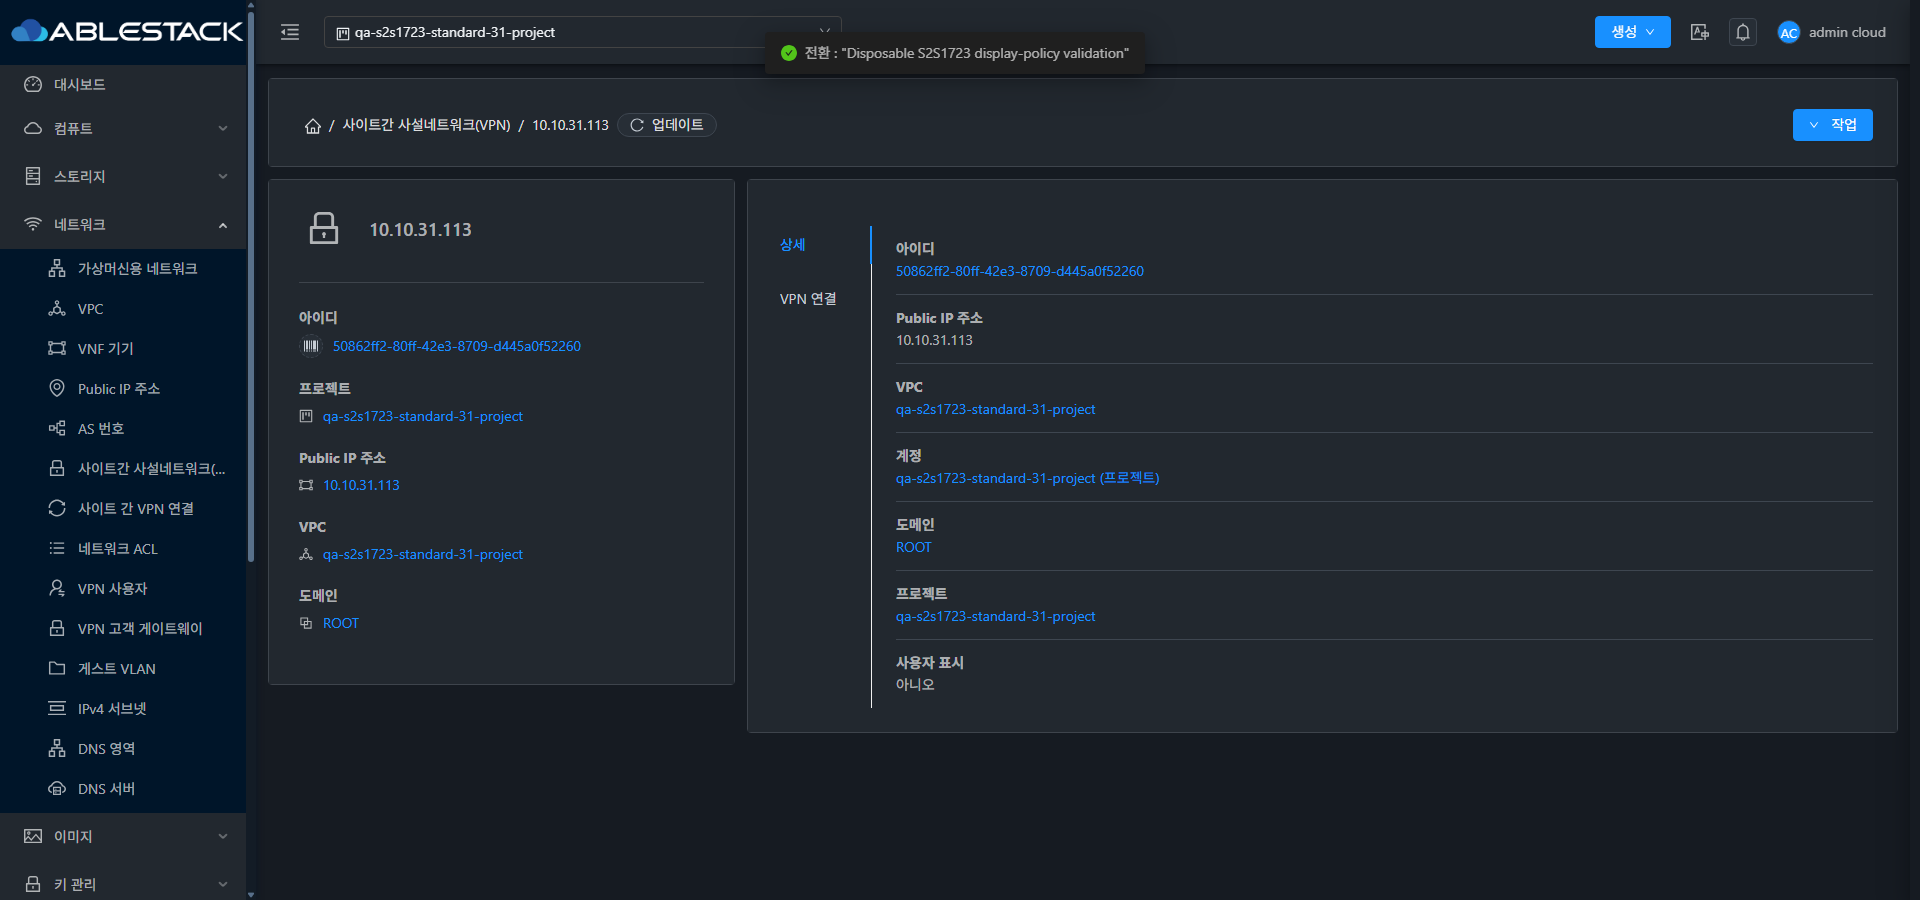 ABLESTACK
qa-s2s1723-standard-31-project
전환 : "Disposable S2S1723 display-policy validation"
생성
AC
admin cloud
대시보드
컴퓨트
스토리지
네트워크
가상머신용 네트워크
VPC
VNF 기기
Public IP 주소
AS 번호
사이트간 사설네트워크(...
사이트 간 VPN 연결
네트워크 ACL
VPN 사용자
VPN 고객 게이트웨이
게스트 VLAN
IPv4 서브넷
DNS 영역
DNS 서버
이미지
키 관리
/ 사이트간 사설네트워크(VPN) / 10.10.31.113 업데이트
작업
10.10.31.113
아이디
50862ff2-80ff-42e3-8709-d445a0f52260
프로젝트
qa-s2s1723-standard-31-project
Public IP 주소
10.10.31.113
VPC
qa-s2s1723-standard-31-project
도메인
ROOT
상세
VPN 연결
아이디
50862ff2-80ff-42e3-8709-d445a0f52260
Public IP 주소
10.10.31.113
VPC
qa-s2s1723-standard-31-project
계정
qa-s2s1723-standard-31-project (프로젝트)
도메인
ROOT
프로젝트
qa-s2s1723-standard-31-project
사용자 표시
아니오